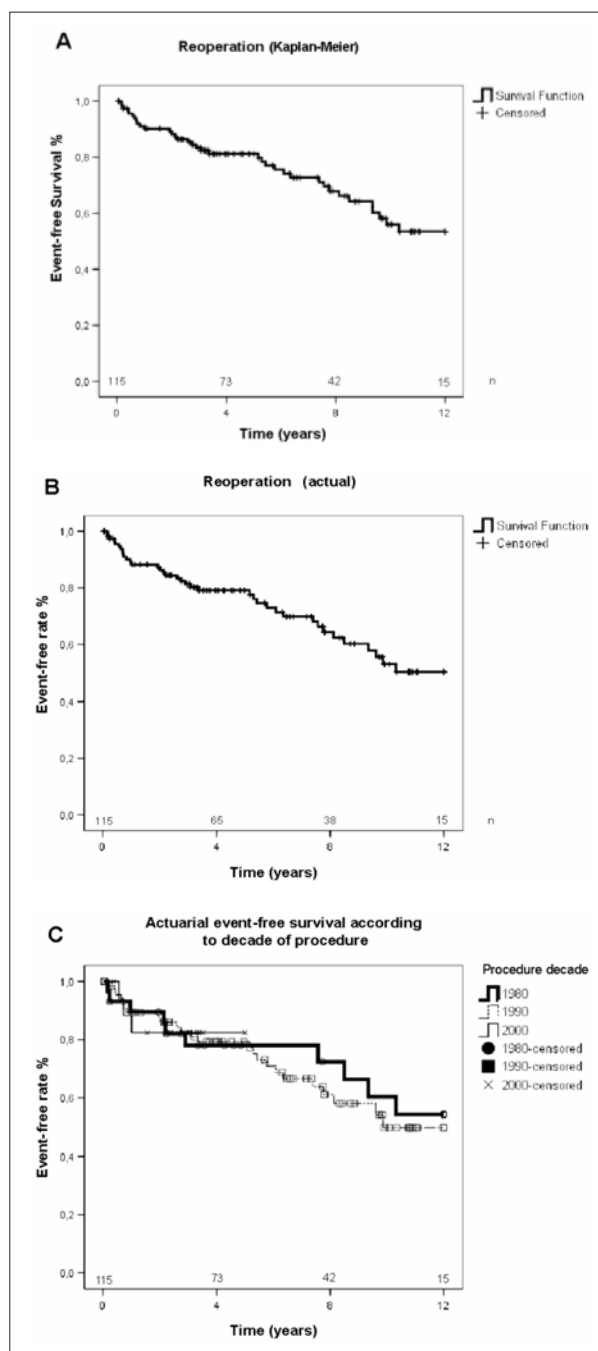 A
Reoperation (Kaplan-Meier)
Survival Function
Censored
Event-free Survival %
1,0
0,8
0,6
0,4
0,2
0,0
115 73 42 15 n
0 4 8 12
Time (years)
B
Reoperation (actual)
Survival Function
Censored
Event-free rate %
1,0
0,8
0,6
0,4
0,2
0,0
115 65 38 15 n
0 4 8 12
Time (years)
C
Actuarial event-free survival according
to decade of procedure
Procedure decade
1980
1990
2000
1980-censored
1990-censored
2000-censored
Event-free rate %
1,0
0,8
0,6
0,4
0,2
0,0
115 73 42 15
0 4 8 12
Time (years)